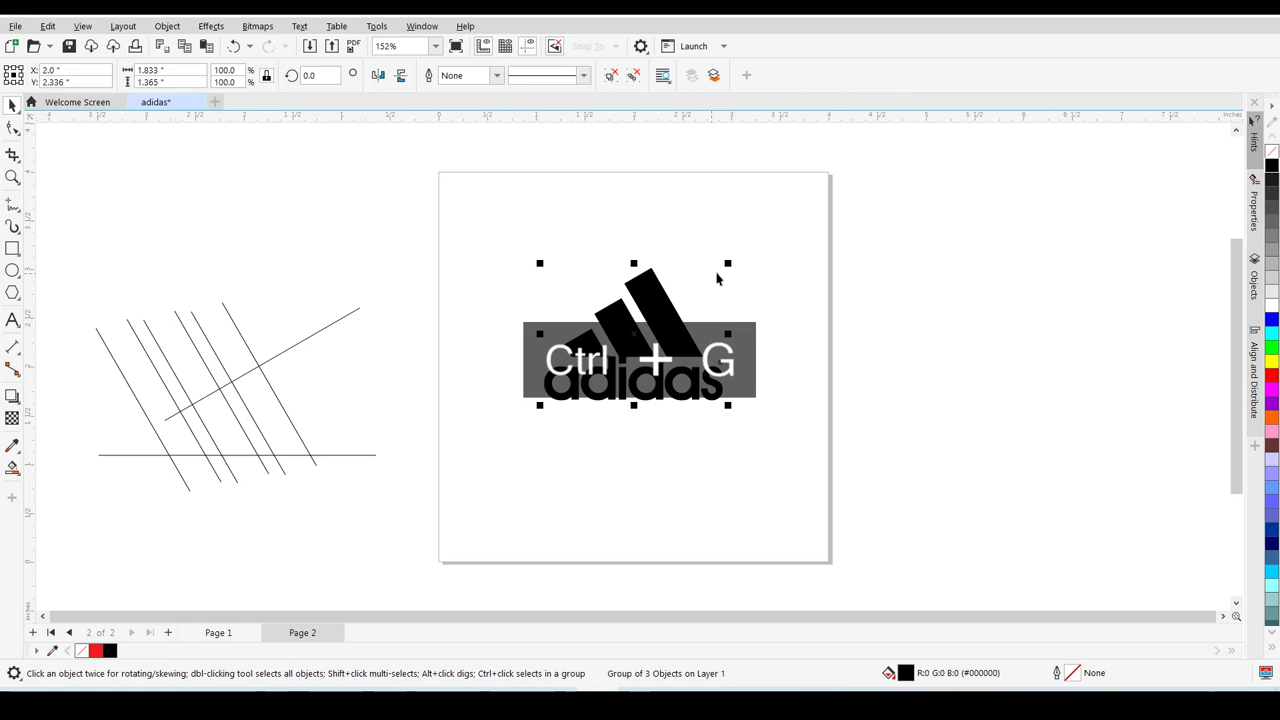 File Edit View Layout Object Effects Bitmaps Text Table Tools Window Help
152% Snap To Launch
X: 2.0 " 1.833 " 100.0 % 0.0 None
Y: 2.336 " 1.365 " 100.0 %
Welcome Screen adidas*
inches
Hints
Properties
Objects
Align and Distribute
Ctrl + G
adidas
inches
2 of 2 Page 1 Page 2
Click an object twice for rotating/skewing; dbl-clicking tool selects all objects; Shift+click multi-selects; Alt+click digs; Ctrl+click selects in a group Group of 3 Objects on Layer 1 R:0 G:0 B:0 (#000000) None